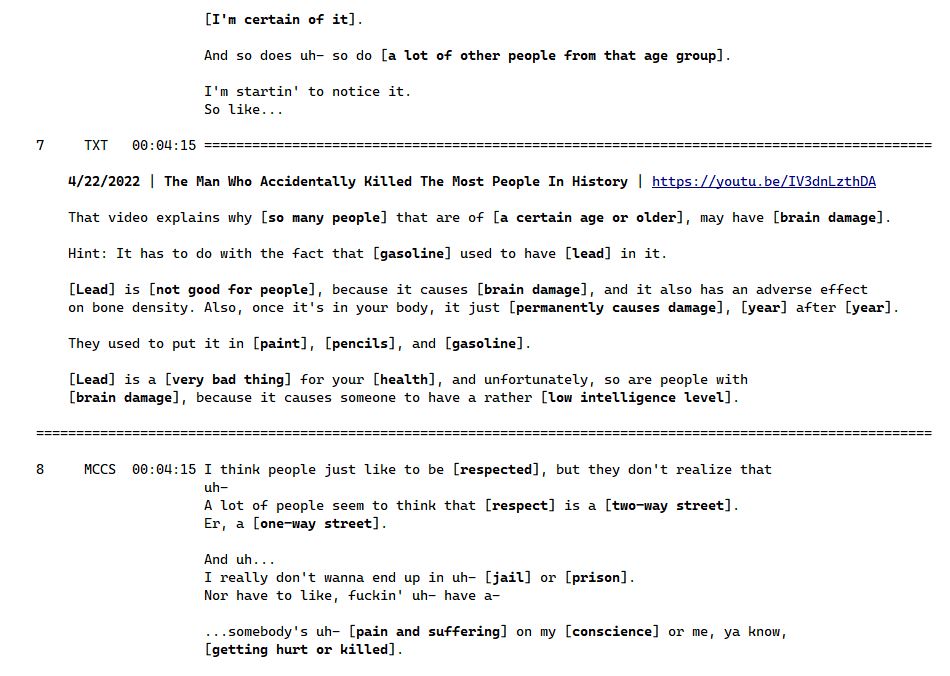 [I'm certain of it].
And so does uh– so do [a lot of other people from that age group].
I'm startin' to notice it.
So like...
7 TXT 00:04:15 ===========================================================================================
4/22/2022 | The Man Who Accidentally Killed The Most People In History | https://youtu.be/IV3dnLzthDA
That video explains why [so many people] that are of [a certain age or older], may have [brain damage].
Hint: It has to do with the fact that [gasoline] used to have [lead] in it.
[Lead] is [not good for people], because it causes [brain damage], and it also has an adverse effect
on bone density. Also, once it's in your body, it just [permanently causes damage], [year] after [year].
They used to put it in [paint], [pencils], and [gasoline].
[Lead] is a [very bad thing] for your [health], and unfortunately, so are people with
[brain damage], because it causes someone to have a rather [low intelligence level].
================================================================================================================
8 MCCS 00:04:15 I think people just like to be [respected], but they don't realize that
uh–
A lot of people seem to think that [respect] is a [two–way street].
Er, a [one–way street].
And uh...
I really don't wanna end up in uh– [jail] or [prison].
Nor have to like, fuckin' uh– have a–
...somebody's uh– [pain and suffering] on my [conscience] or me, ya know,
[getting hurt or killed].